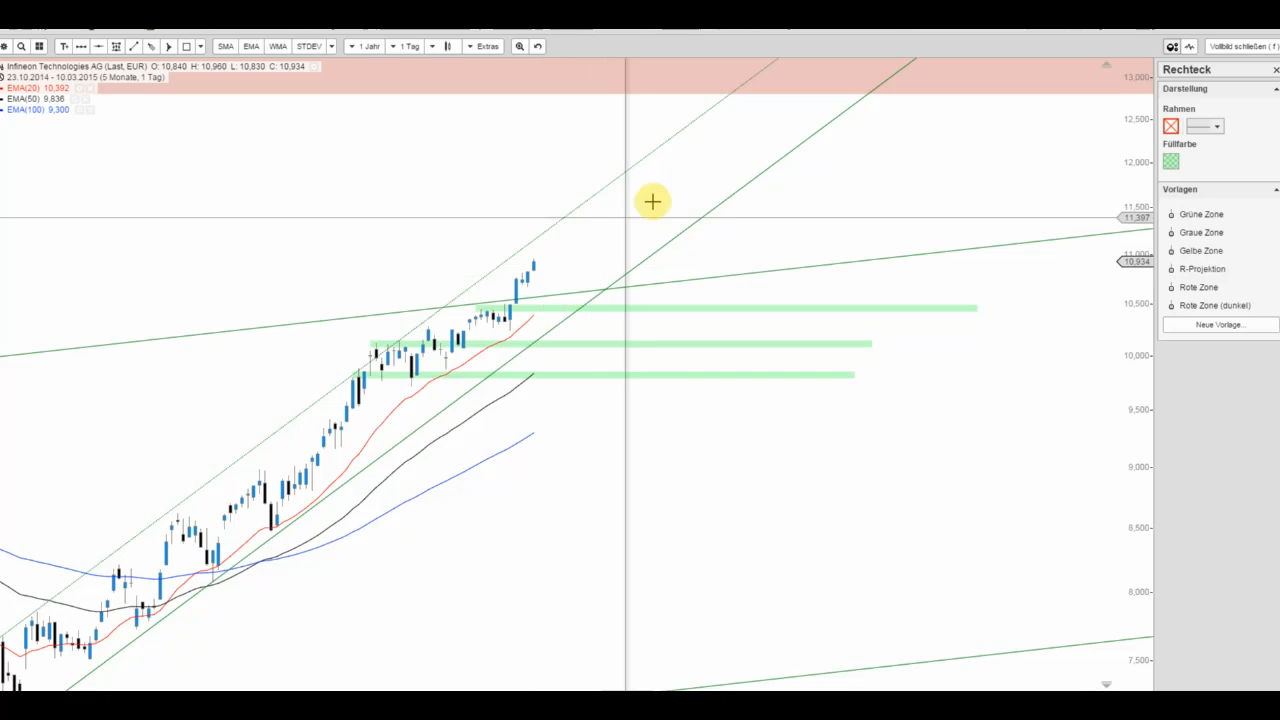 SMA EMA WMA STDEV 1 Jahr 1 Tag Extras Vollbild schließen ( f )
Infineon Technologies AG (Last, EUR) O: 10,840 H: 10,960 L: 10,830 C: 10,934
23.10.2014 - 10.03.2015 (5 Monate, 1 Tag)
EMA(20) 10,392
EMA(50) 9,836
EMA(100) 9,300
13,000
12,500
12,000
11,500
11,397
11,000
10,934
10,500
10,000
9,500
9,000
8,500
8,000
7,500
Rechteck
Darstellung
Rahmen
Füllfarbe
Vorlagen
Grüne Zone
Graue Zone
Gelbe Zone
R-Projektion
Rote Zone
Rote Zone (dunkel)
Neue Vorlage...